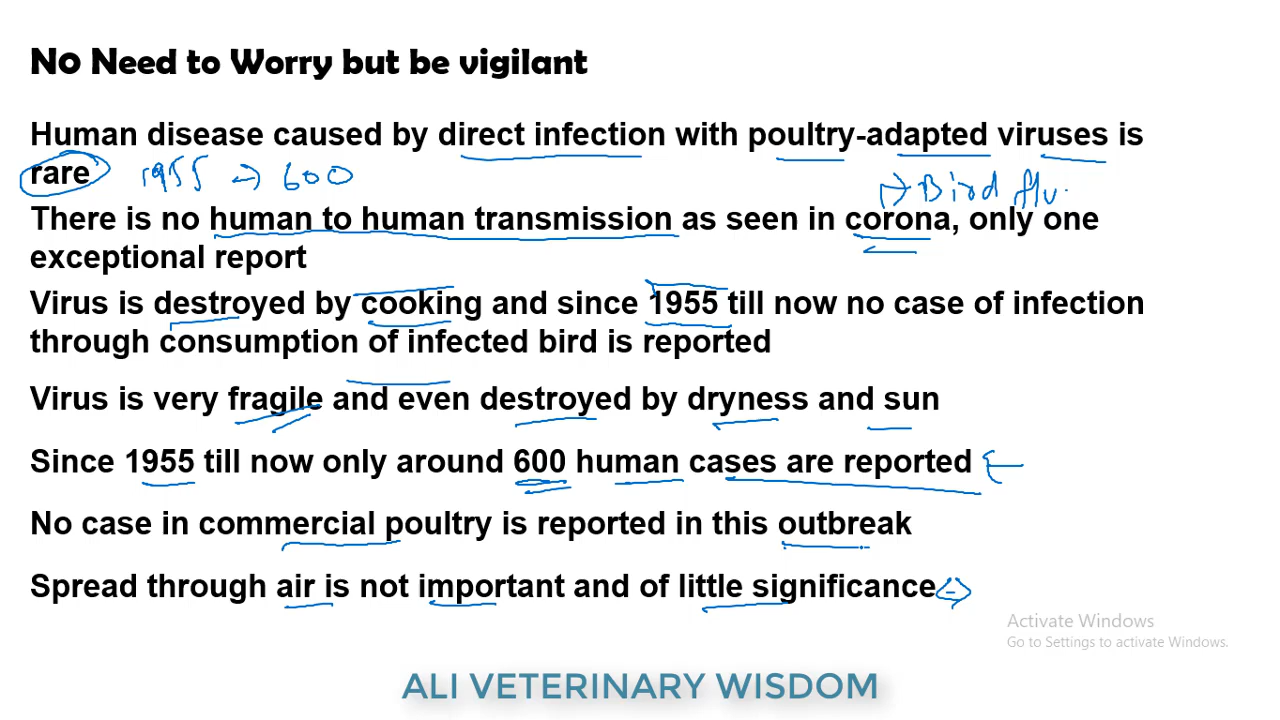 No Need to Worry but be vigilant
Human disease caused by direct infection with poultry-adapted viruses is
rare 1955 → 600
→ Bird flu.
There is no human to human transmission as seen in corona, only one
exceptional report
Virus is destroyed by cooking and since 1955 till now no case of infection
through consumption of infected bird is reported
Virus is very fragile and even destroyed by dryness and sun
Since 1955 till now only around 600 human cases are reported
No case in commercial poultry is reported in this outbreak
Spread through air is not important and of little significance
Activate Windows
Go to Settings to activate Windows.
ALI VETERINARY WISDOM